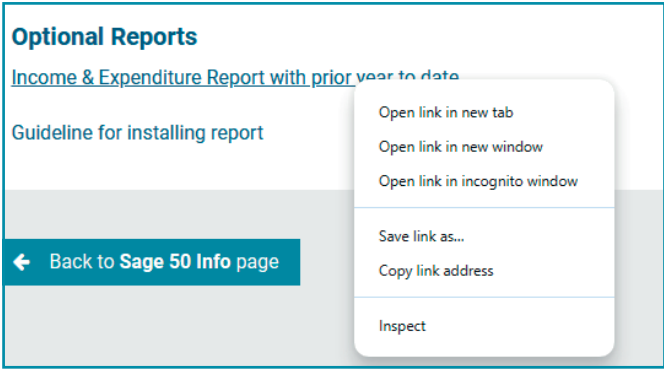 Optional Reports
Income & Expenditure Report with prior year to date
Guideline for installing report
Open link in new tab
Open link in new window
Open link in incognito window
Save link as...
Copy link address
Inspect
Back to Sage 50 Info page